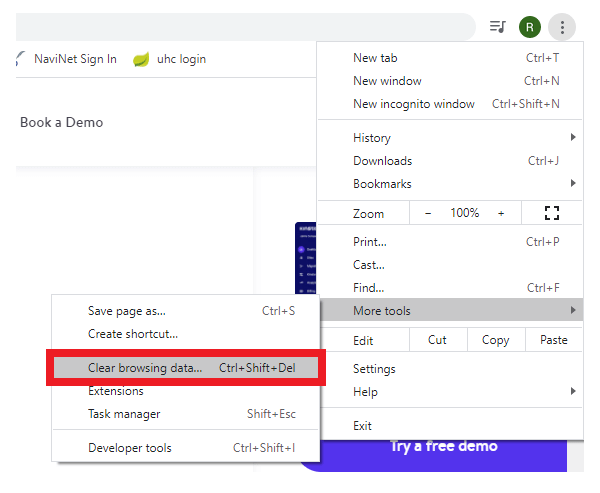 R
NaviNet Sign In uhc login
Book a Demo
New tab Ctrl+T
New window Ctrl+N
New incognito window Ctrl+Shift+N
History
Downloads Ctrl+J
Bookmarks
Zoom − 100% +
Print... Ctrl+P
Cast...
Find... Ctrl+F
More tools
Edit Cut Copy Paste
Settings
Help
Exit
Save page as... Ctrl+S
Create shortcut...
Clear browsing data... Ctrl+Shift+Del
Extensions
Task manager Shift+Esc
Developer tools Ctrl+Shift+I
Try a free demo